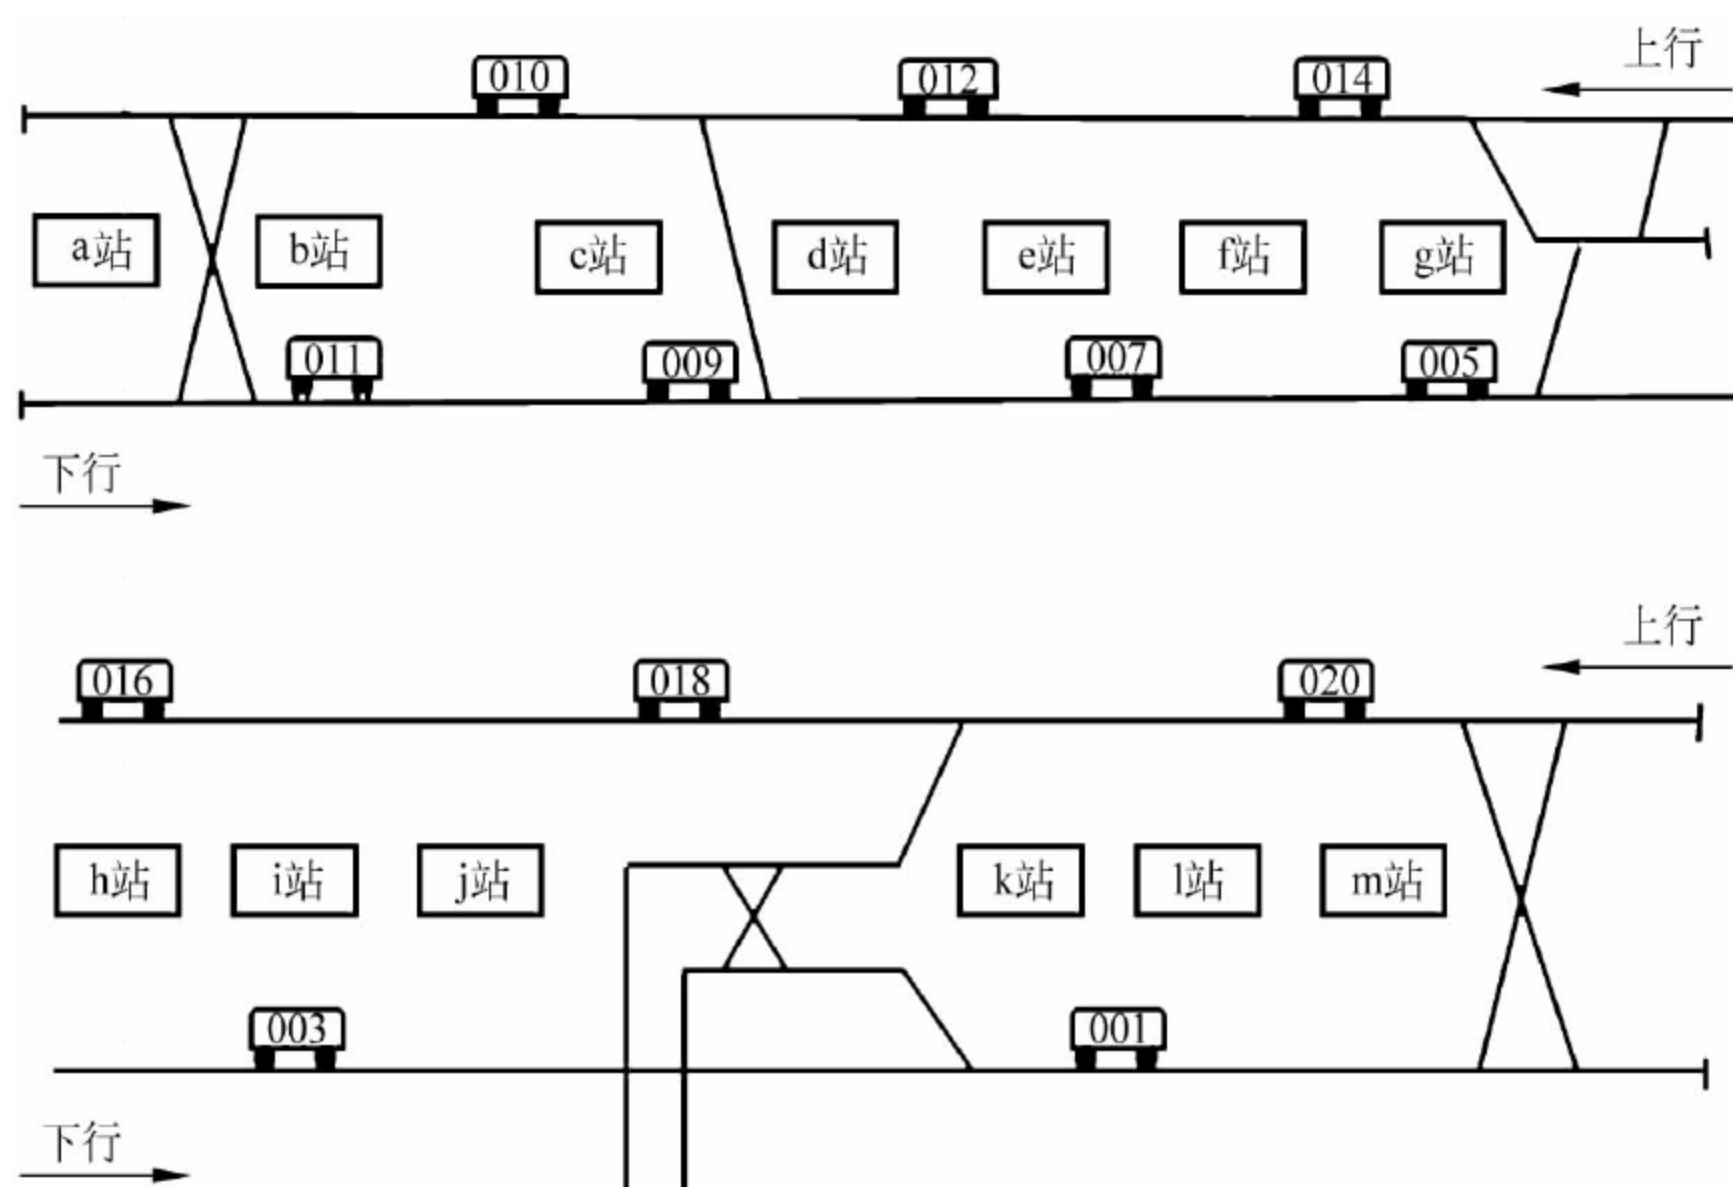 上行
010 012 014
a站 b站 c站 d站 e站 f站 g站
011 009 007 005
下行
上行
016 018 020
h站 i站 j站 k站 l站 m站
003 001
下行